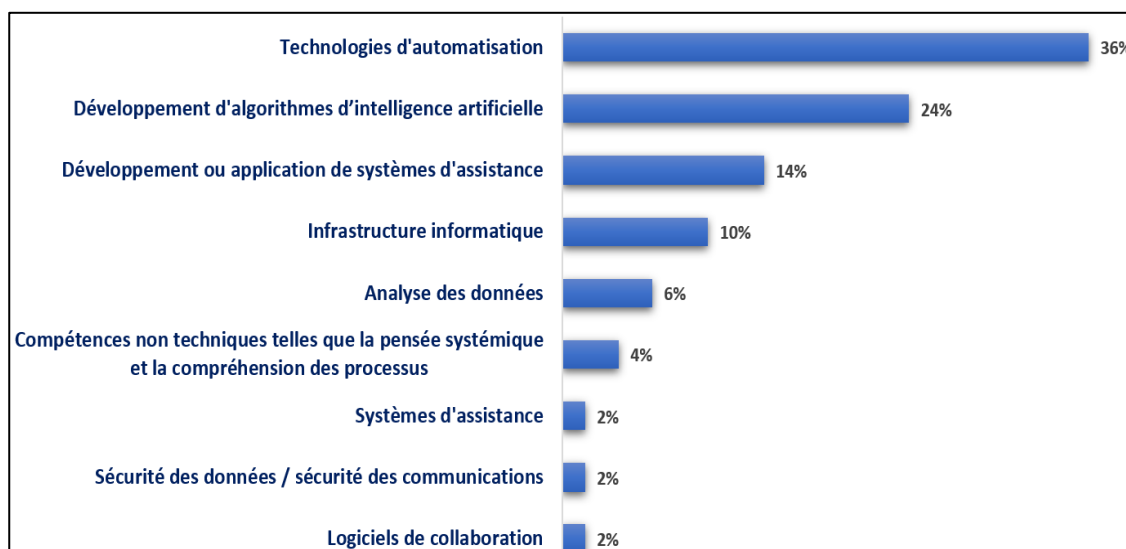 Technologies d'automatisation 36%
Développement d'algorithmes d’intelligence artificielle 24%
Développement ou application de systèmes d'assistance 14%
Infrastructure informatique 10%
Analyse des données 6%
Compétences non techniques telles que la pensée systémique
et la compréhension des processus 4%
Systèmes d'assistance 2%
Sécurité des données / sécurité des communications 2%
Logiciels de collaboration 2%